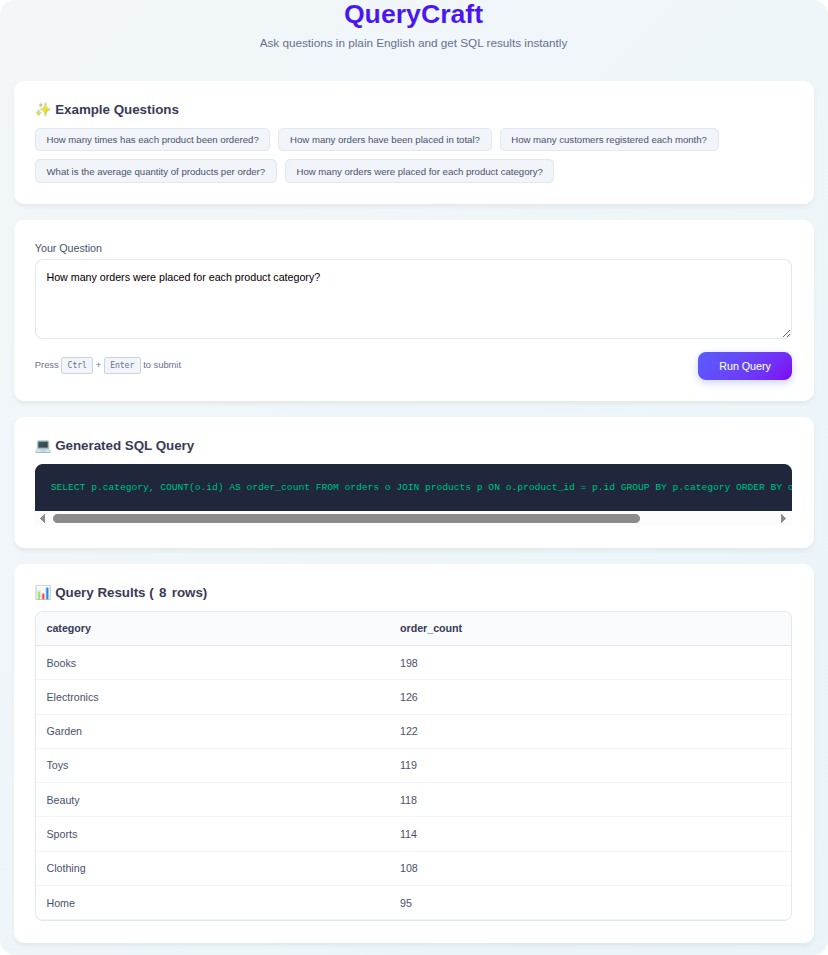 QueryCraft
Ask questions in plain English and get SQL results instantly
✨ Example Questions
How many times has each product been ordered?
How many orders have been placed in total?
How many customers registered each month?
What is the average quantity of products per order?
How many orders were placed for each product category?
Your Question
How many orders were placed for each product category?
Press Ctrl + Enter to submit
Run Query
💻 Generated SQL Query
SELECT p.category, COUNT(o.id) AS order_count FROM orders o JOIN products p ON o.product_id = p.id GROUP BY p.category ORDER BY
📊 Query Results ( 8 rows)
category order_count
Books 198
Electronics 126
Garden 122
Toys 119
Beauty 118
Sports 114
Clothing 108
Home 95